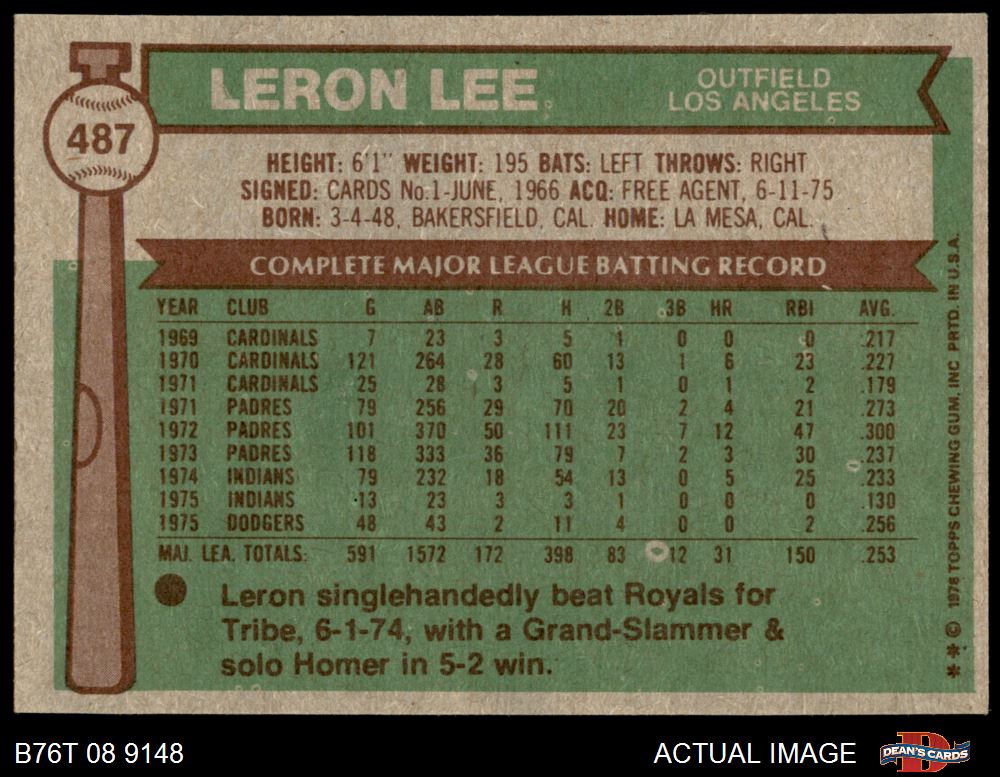 487
LERON LEE
OUTFIELD
LOS ANGELES
HEIGHT: 6'1" WEIGHT: 195 BATS: LEFT THROWS: RIGHT
SIGNED: CARDS No.1-JUNE, 1966 ACQ: FREE AGENT, 6-11-75
BORN: 3-4-48, BAKERSFIELD, CAL. HOME: LA MESA, CAL.
COMPLETE MAJOR LEAGUE BATTING RECORD
YEAR CLUB G AB R H 2B 3B HR RBI AVG.
1969 CARDINALS 7 23 3 5 1 0 0 0 .217
1970 CARDINALS 121 264 28 60 13 1 6 23 .227
1971 CARDINALS 25 28 3 5 1 0 1 2 .179
1971 PADRES 79 256 29 70 20 2 4 21 .273
1972 PADRES 101 370 50 111 23 7 12 47 .300
1973 PADRES 118 333 36 79 7 2 3 30 .237
1974 INDIANS 79 232 18 54 13 0 5 25 .233
1975 INDIANS 13 23 3 3 1 0 0 0 .130
1975 DODGERS 48 43 2 11 4 0 0 2 .256
MAJ. LEA. TOTALS: 591 1572 172 398 83 12 31 150 .253
Leron singlehandedly beat Royals for
Tribe, 6-1-74, with a Grand-Slammer &
solo Homer in 5-2 win.
* * © 1976 TOPPS CHEWING GUM, INC PRTD. IN U.S.A.
B76T 08 9148
ACTUAL IMAGE
D
DEAN'S CARDS